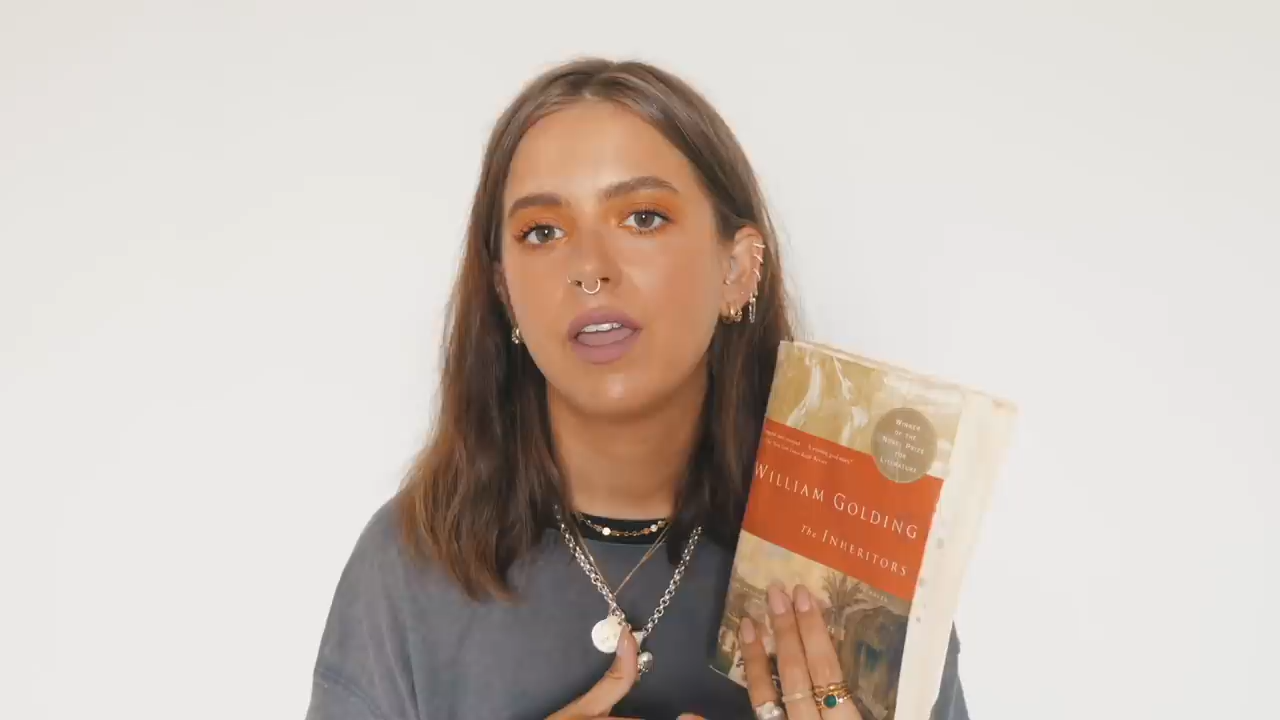 WINNER
OF THE
NOBEL PRIZE
FOR
LITERATURE
WILLIAM GOLDING
The INHERITORS